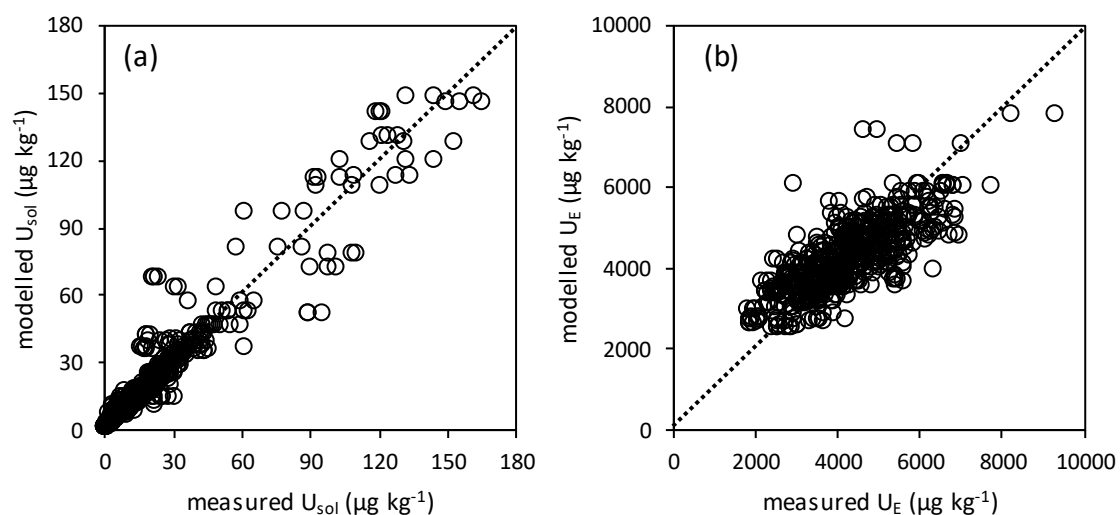 (a)
modelled U_sol (µg kg⁻¹)
180
150
120
90
60
30
0
0 30 60 90 120 150 180
measured U_sol (µg kg⁻¹)
(b)
modelled U_E (µg kg⁻¹)
10000
8000
6000
4000
2000
0
0 2000 4000 6000 8000 10000
measured U_E (µg kg⁻¹)